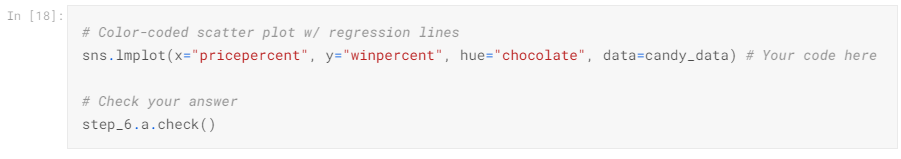 In [18]:
# Color-coded scatter plot w/ regression lines
sns.lmplot(x="pricepercent", y="winpercent", hue="chocolate", data=candy_data) # Your code here
# Check your answer
step_6.a.check()